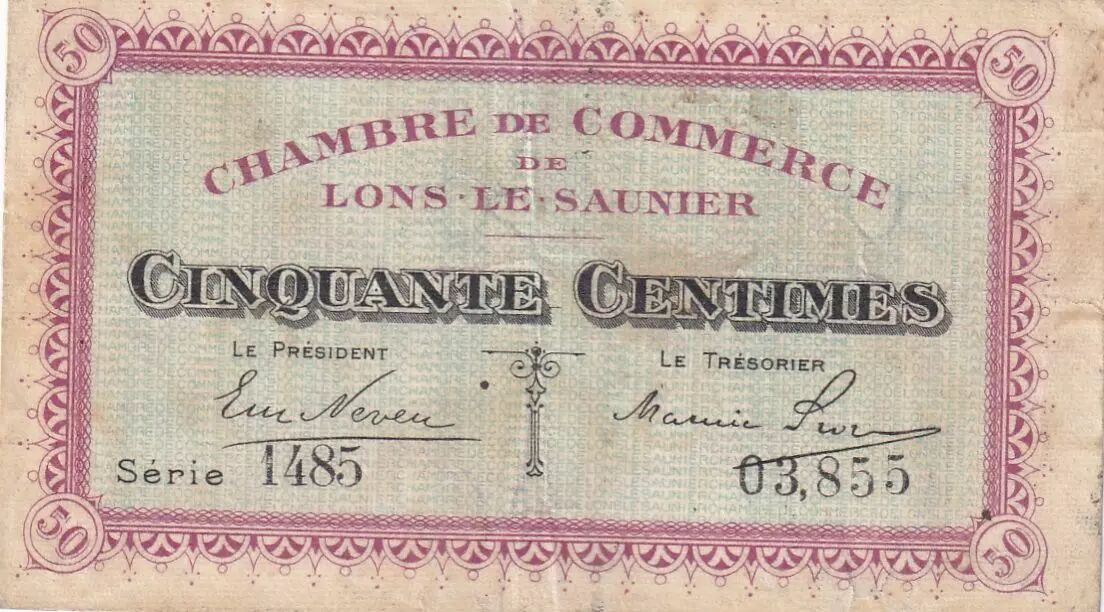 50 50
CHAMBRE DE COMMERCE
DE
LONS-LE-SAUNIER
CINQUANTE CENTIMES
LE PRÉSIDENT LE TRÉSORIER
Série 1485 03,855
50 50